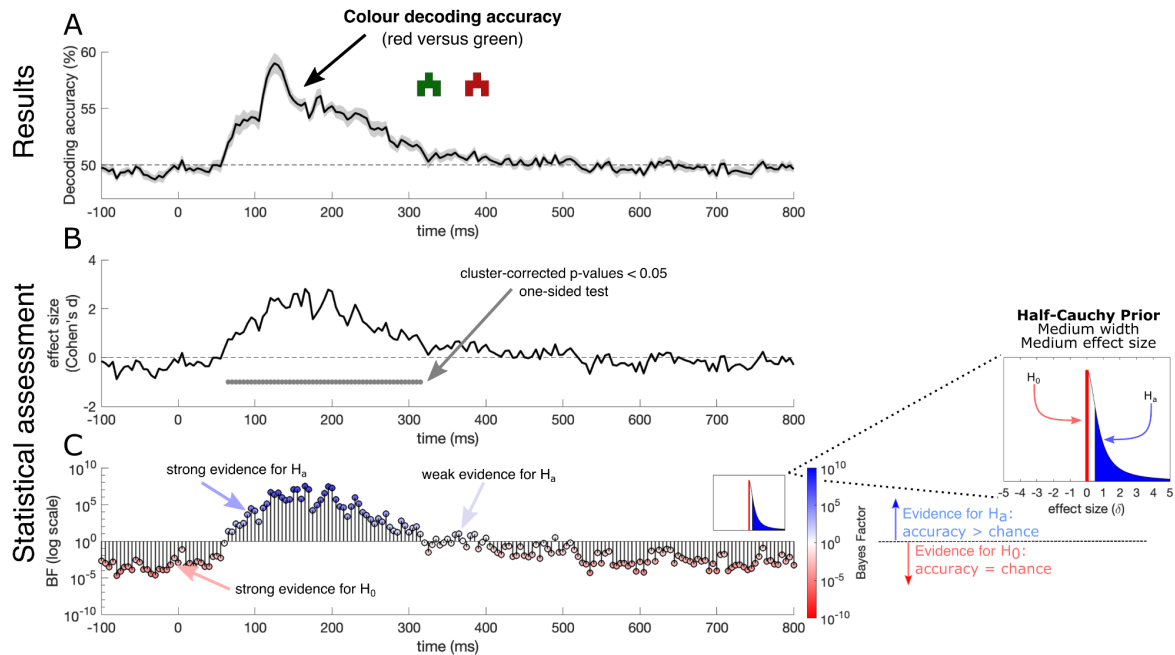 Results
A
Colour decoding accuracy
(red versus green)
Decoding accuracy (%)
60
55
50
-100 0 100 200 300 400 500 600 700 800
time (ms)
Statistical assessment
B
effect size
(Cohen's d)
4
2
0
-2
cluster-corrected p-values < 0.05
one-sided test
-100 0 100 200 300 400 500 600 700 800
time (ms)
C
BF (log scale)
10^10
10^5
10^0
10^-5
10^-10
strong evidence for Ha
weak evidence for Ha
strong evidence for H0
-100 0 100 200 300 400 500 600 700 800
time (ms)
10^10
10^5
10^0
10^-5
10^-10
Bayes Factor
Half-Cauchy Prior
Medium width
Medium effect size
H0
Ha
-5 -4 -3 -2 -1 0 1 2 3 4 5
effect size (δ)
Evidence for Ha:
accuracy > chance
Evidence for H0:
accuracy = chance